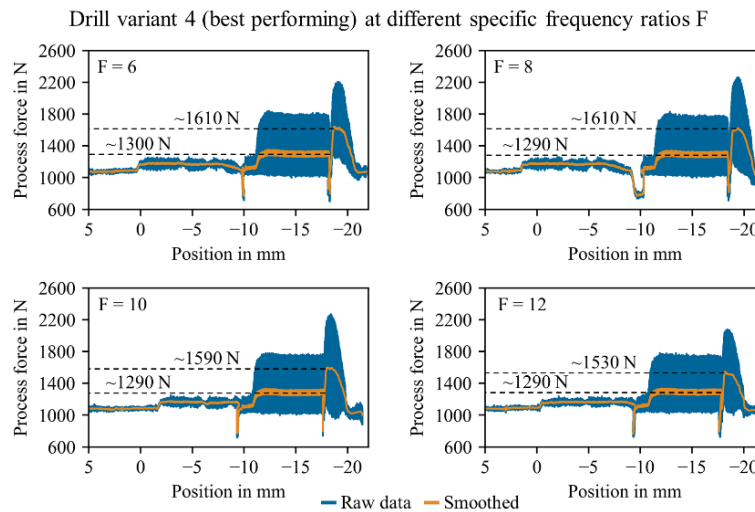 Drill variant 4 (best performing) at different specific frequency ratios F
Process force in N
2600
2200
1800
1400
1000
600
F = 6
~1610 N
~1300 N
5 0 −5 −10 −15 −20
Position in mm
Process force in N
2600
2200
1800
1400
1000
600
F = 8
~1610 N
~1290 N
5 0 −5 −10 −15 −20
Position in mm
Process force in N
2600
2200
1800
1400
1000
600
F = 10
~1590 N
~1290 N
5 0 −5 −10 −15 −20
Position in mm
Process force in N
2600
2200
1800
1400
1000
600
F = 12
~1530 N
~1290 N
5 0 −5 −10 −15 −20
Position in mm
Raw data Smoothed